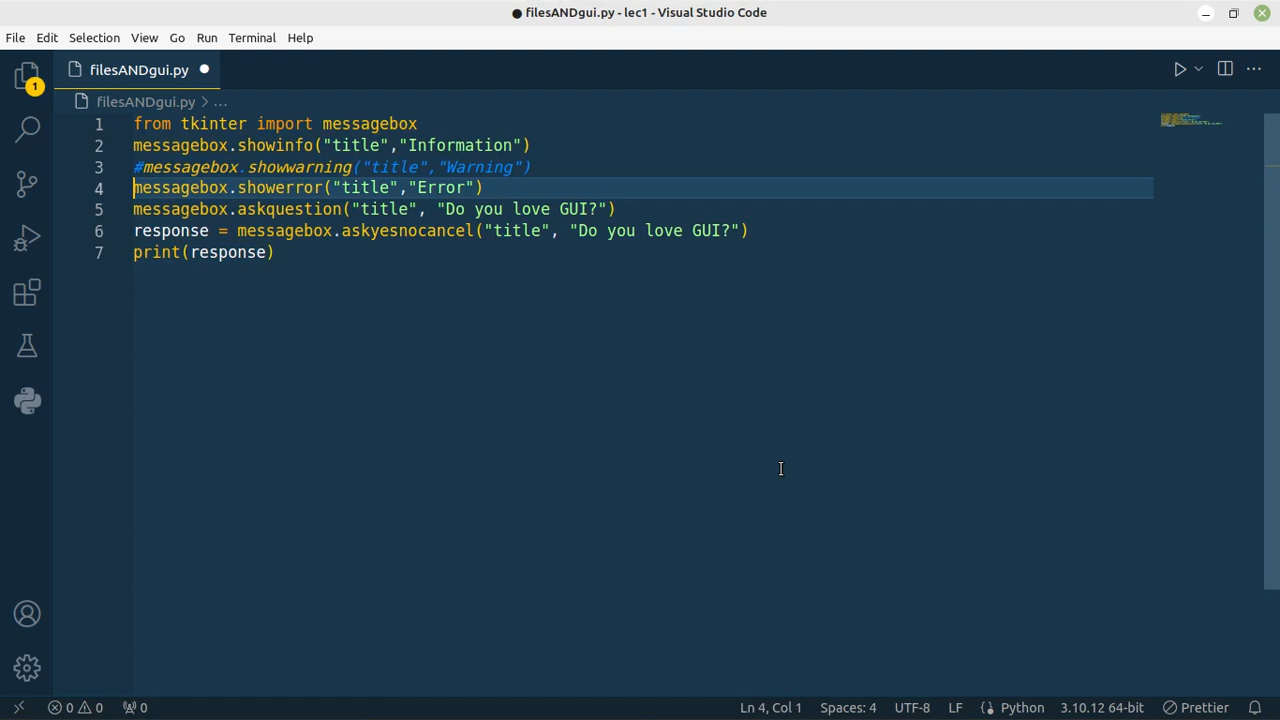 ● filesANDgui.py - lec1 - Visual Studio Code
File Edit Selection View Go Run Terminal Help
1
filesANDgui.py ●
filesANDgui.py > ...
1 from tkinter import messagebox
2 messagebox.showinfo("title","Information")
3 #messagebox.showwarning("title","Warning")
4 messagebox.showerror("title","Error")
5 messagebox.askquestion("title", "Do you love GUI?")
6 response = messagebox.askyesnocancel("title", "Do you love GUI?")
7 print(response)
0 0 0 Ln 4, Col 1 Spaces: 4 UTF-8 LF Python 3.10.12 64-bit Prettier